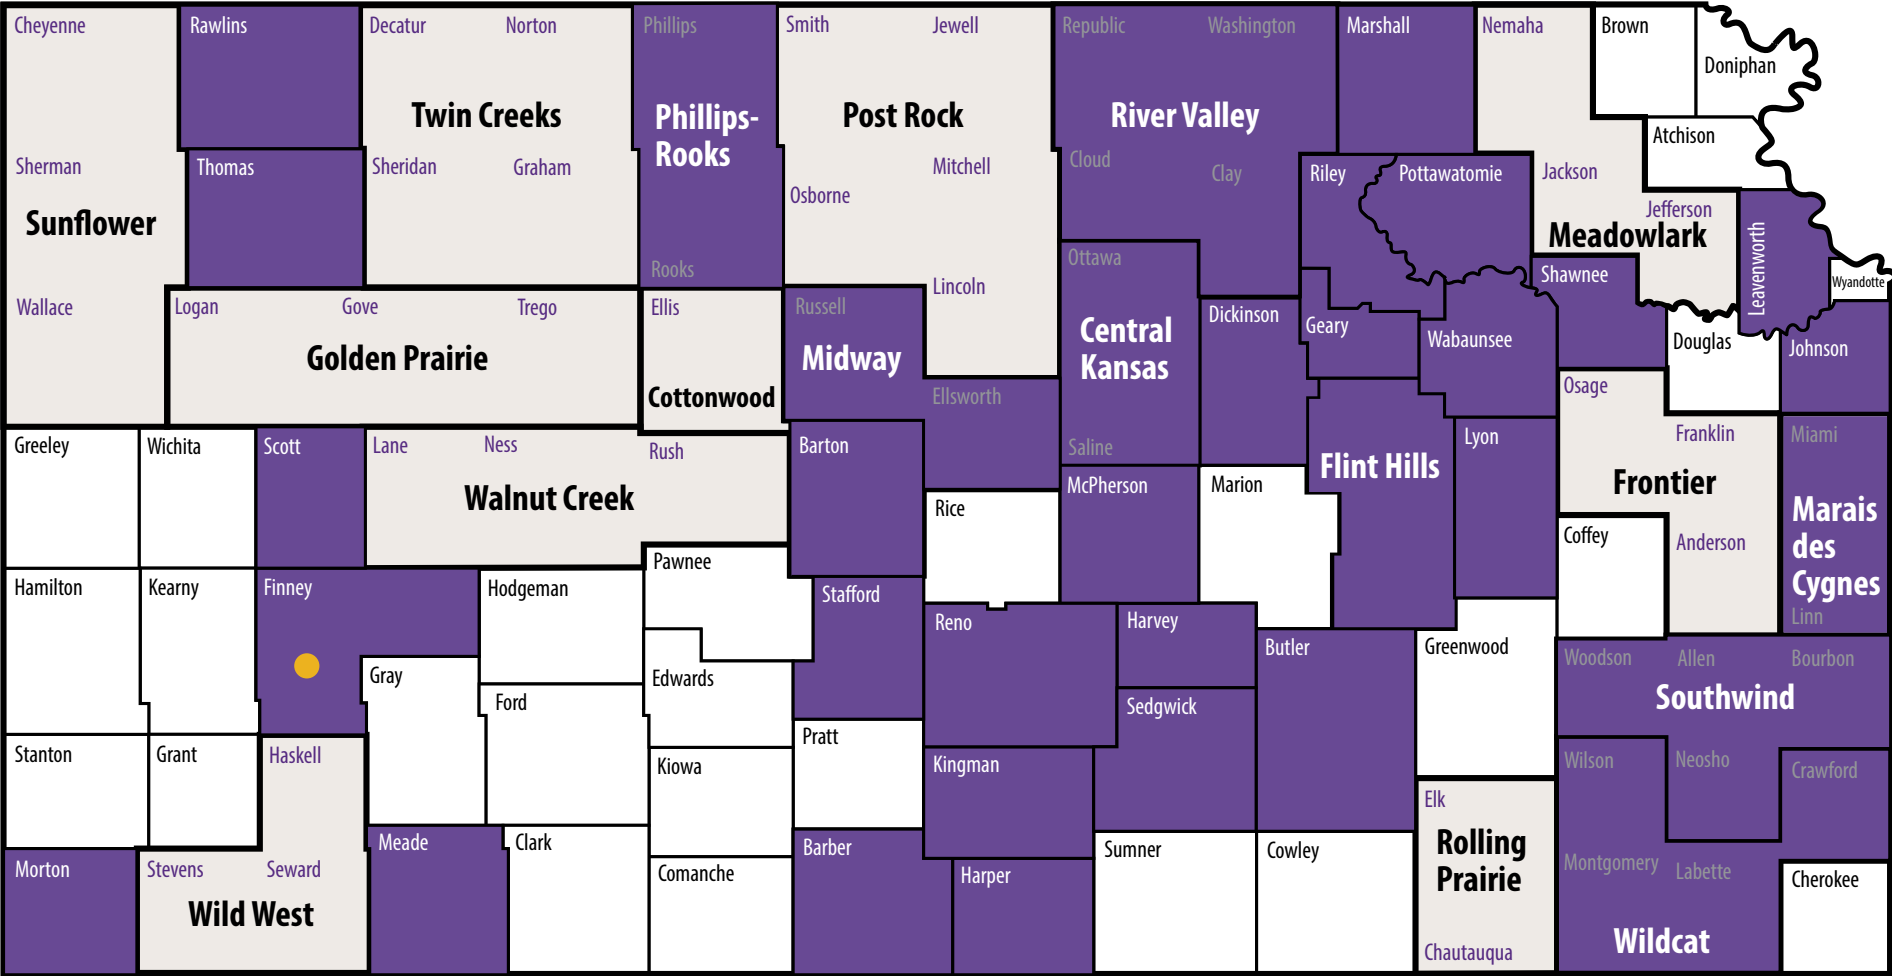 Cheyenne
Rawlins
Decatur
Norton
Phillips
Smith
Jewell
Republic
Washington
Marshall
Nemaha
Brown
Doniphan
Twin Creeks
Phillips-
Rooks
Post Rock
River Valley
Atchison
Sherman
Thomas
Sheridan
Graham
Mitchell
Osborne
Cloud
Clay
Riley
Pottawatomie
Jackson
Jefferson
Meadowlark
Sunflower
Leavenworth
Rooks
Lincoln
Ottawa
Shawnee
Wyandotte
Wallace
Logan
Gove
Trego
Ellis
Russell
Dickinson
Geary
Wabaunsee
Douglas
Johnson
Golden Prairie
Cottonwood
Midway
Central
Kansas
Ellsworth
Osage
Greeley
Wichita
Scott
Lane
Ness
Rush
Barton
Saline
Lyon
Franklin
Miami
Walnut Creek
Flint Hills
Frontier
Marais
des
Cygnes
Linn
Rice
McPherson
Marion
Coffey
Anderson
Hamilton
Kearny
Finney
Hodgeman
Pawnee
Stafford
Reno
Harvey
Butler
Greenwood
Woodson
Allen
Bourbon
Southwind
Gray
Ford
Edwards
Sedgwick
Stanton
Grant
Haskell
Kiowa
Pratt
Kingman
Wilson
Neosho
Crawford
Elk
Rolling
Prairie
Chautauqua
Morton
Stevens
Seward
Wild West
Meade
Clark
Comanche
Barber
Harper
Sumner
Cowley
Montgomery
Labette
Wildcat
Cherokee